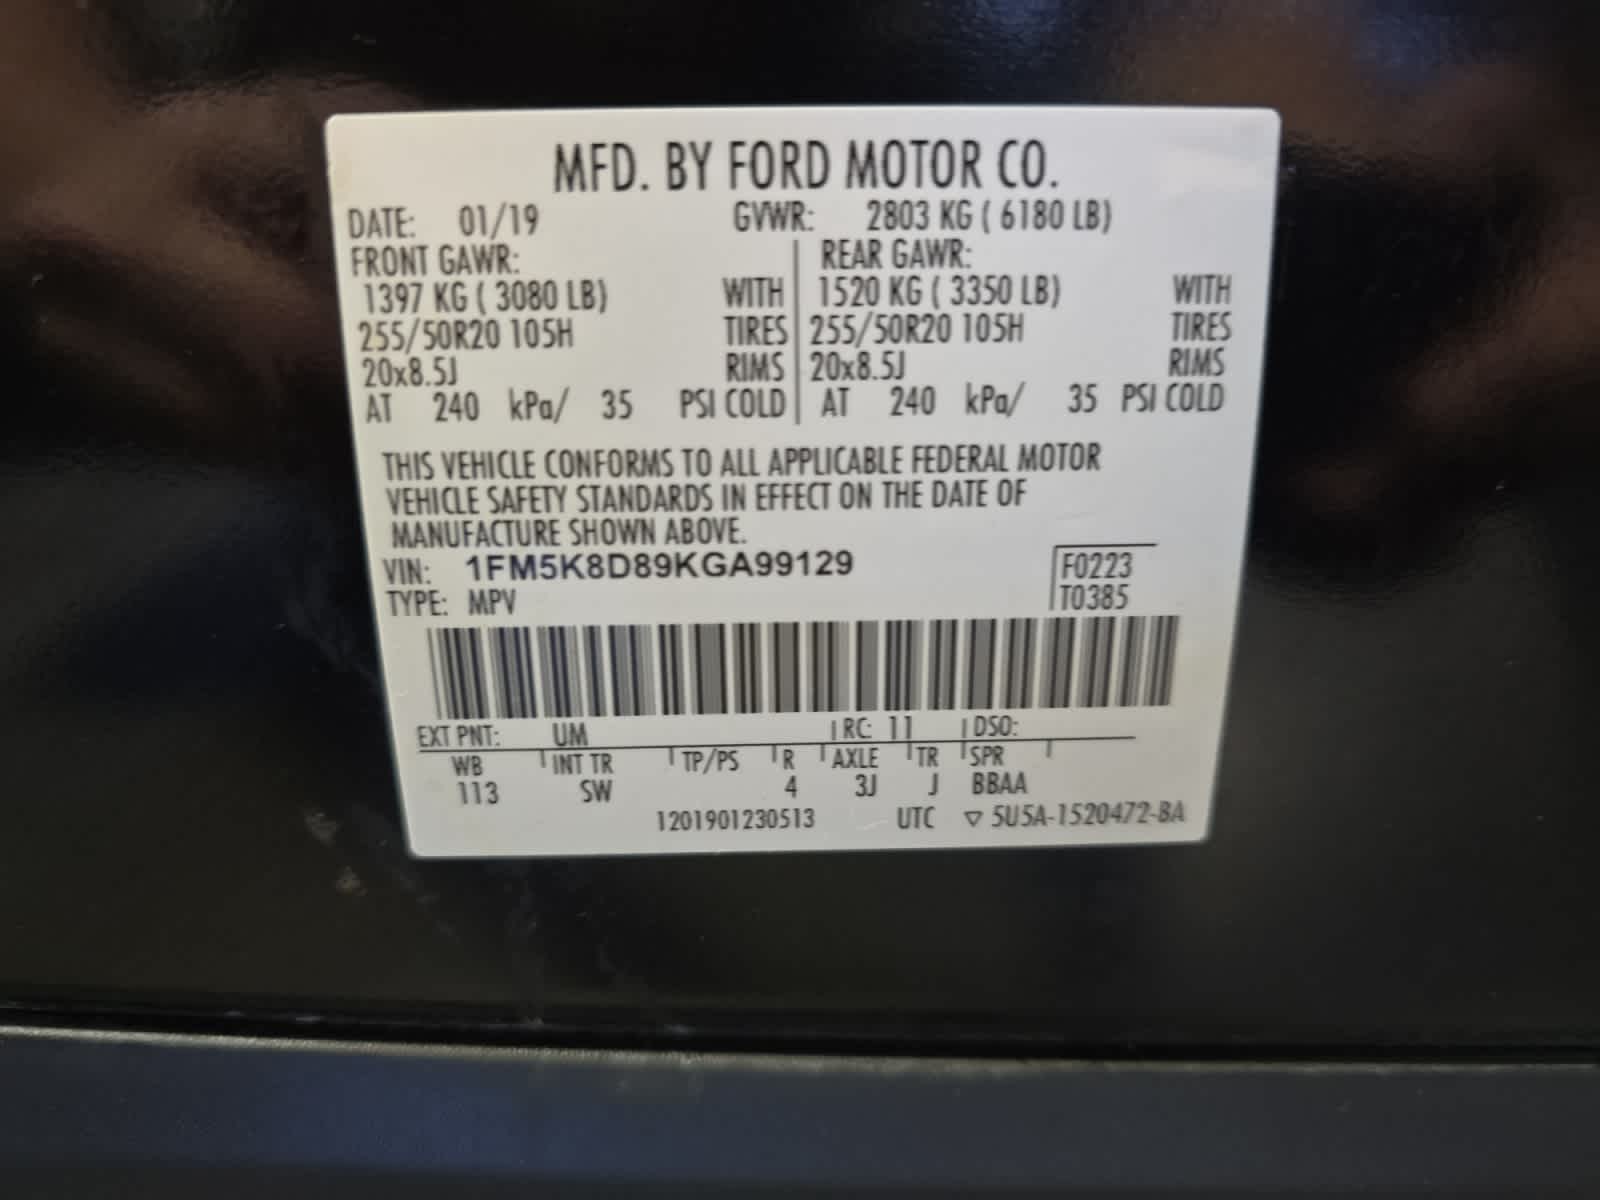 MFD. BY FORD MOTOR CO.
DATE: 01/19 GVWR: 2803 KG ( 6180 LB)
FRONT GAWR: REAR GAWR:
1397 KG ( 3080 LB) WITH 1520 KG ( 3350 LB) WITH
255/50R20 105H TIRES 255/50R20 105H TIRES
20x8.5J RIMS 20x8.5J RIMS
AT 240 kPa/ 35 PSI COLD AT 240 kPa/ 35 PSI COLD
THIS VEHICLE CONFORMS TO ALL APPLICABLE FEDERAL MOTOR
VEHICLE SAFETY STANDARDS IN EFFECT ON THE DATE OF
MANUFACTURE SHOWN ABOVE.
VIN: 1FM5K8D89KGA99129 F0223
TYPE: MPV T0385
EXT PNT: UM RC: 11 DSO:
WB INT TR TP/PS R AXLE TR SPR
113 SW 4 3J J BBAA
1201901230513 UTC ▽ 5U5A-1520472-BA